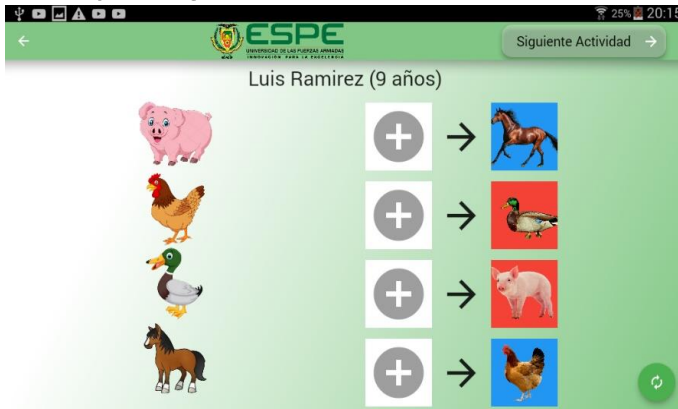 25% 20:15
ESPE
UNIVERSIDAD DE LAS FUERZAS ARMADAS
INNOVACIÓN PARA LA EXCELENCIA
Siguiente Actividad
Luis Ramirez (9 años)